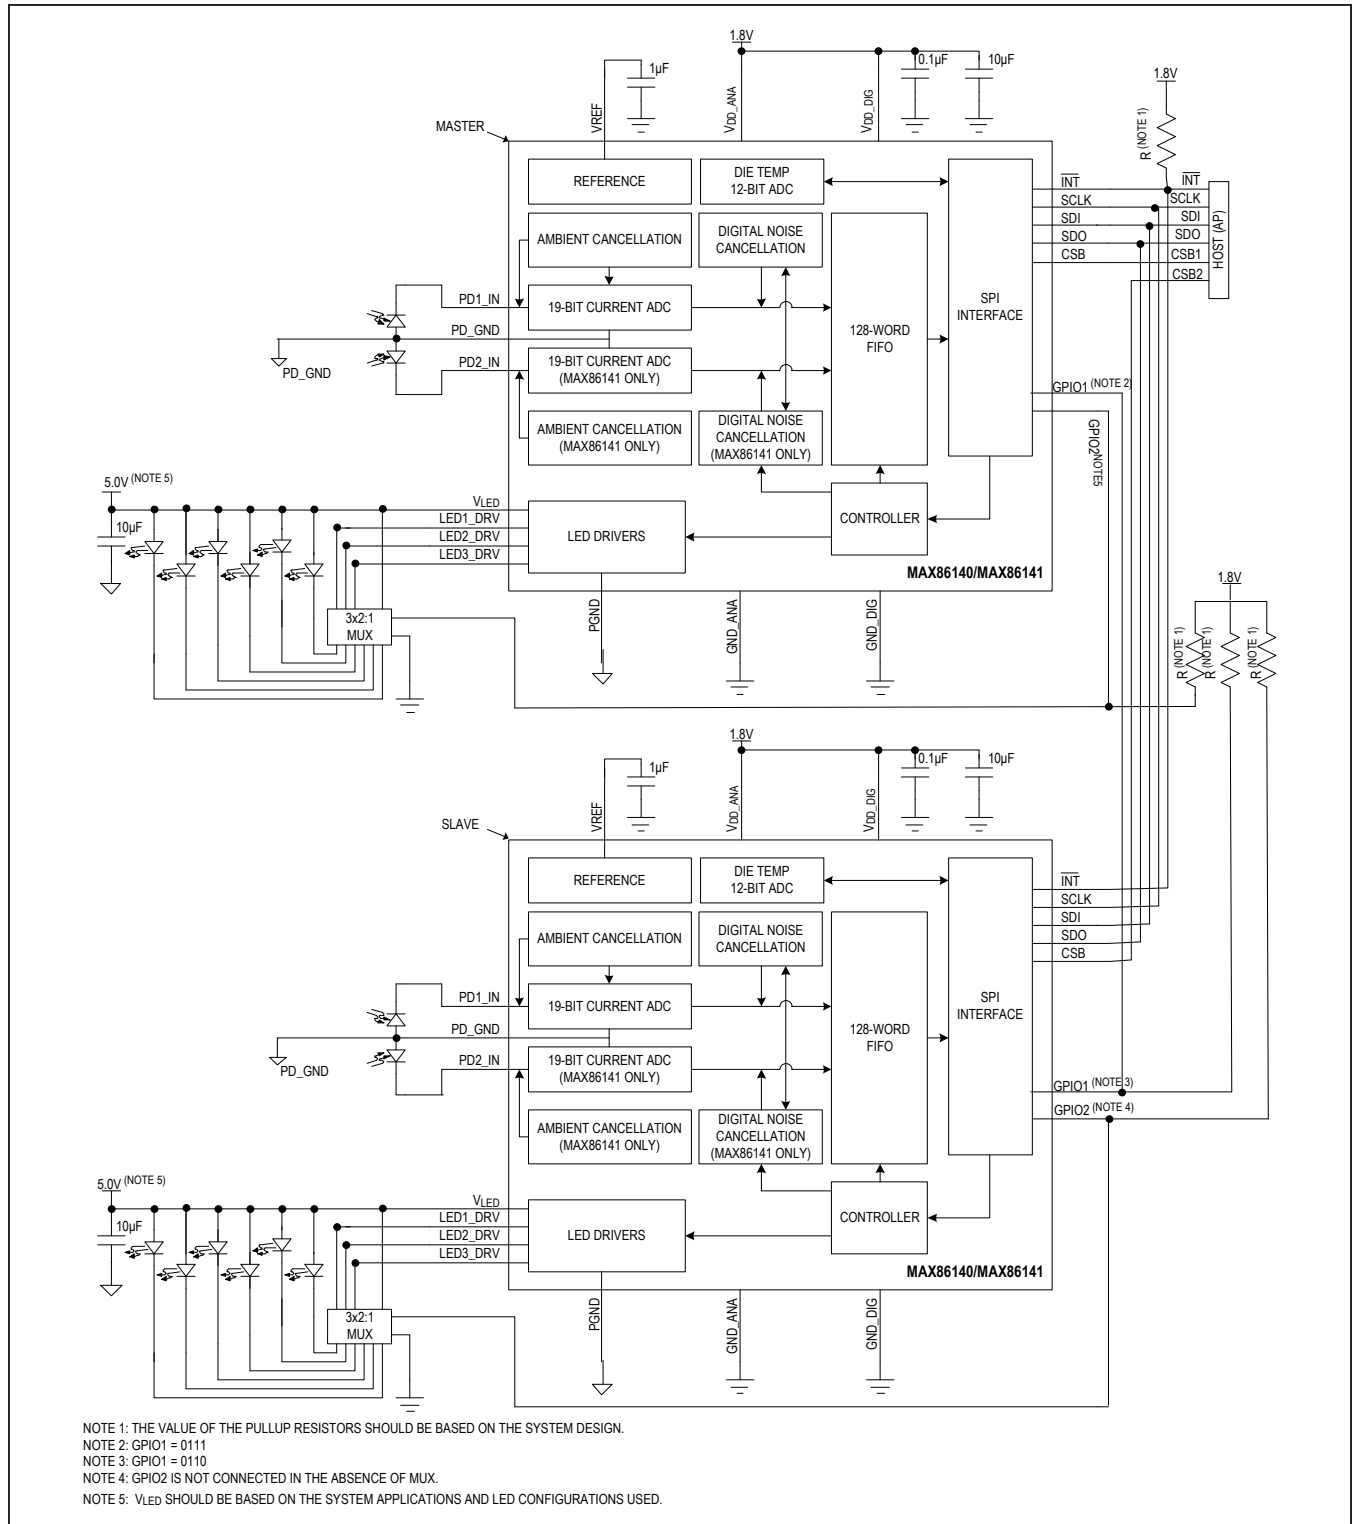 1.8V
1µF
0.1µF
10µF
1.8V
VREF
VDD_ANA
VDD_DIG
R (NOTE 1)
MASTER
REFERENCE
DIE TEMP
12-BIT ADC
INT
INT
SCLK
SCLK
SDI
SDI
SDO
SDO
CSB
CSB1
CSB2
HOST (AP)
AMBIENT CANCELLATION
DIGITAL NOISE
CANCELLATION
PD1_IN
19-BIT CURRENT ADC
SPI
INTERFACE
128-WORD
FIFO
PD_GND
PD_GND
PD2_IN
19-BIT CURRENT ADC
(MAX86141 ONLY)
GPIO1 (NOTE 2)
AMBIENT CANCELLATION
(MAX86141 ONLY)
DIGITAL NOISE
CANCELLATION
(MAX86141 ONLY)
GPIO2 NOTE5
5.0V (NOTE 5)
10µF
VLED
LED1_DRV
LED2_DRV
LED3_DRV
LED DRIVERS
CONTROLLER
MAX86140/MAX86141
3x2:1
MUX
PGND
GND_ANA
GND_DIG
1.8V
R (NOTE 1)
R (NOTE 1)
R (NOTE 1)
1.8V
1µF
0.1µF
10µF
VREF
VDD_ANA
VDD_DIG
SLAVE
REFERENCE
DIE TEMP
12-BIT ADC
INT
SCLK
SDI
SDO
CSB
AMBIENT CANCELLATION
DIGITAL NOISE
CANCELLATION
PD1_IN
19-BIT CURRENT ADC
SPI
INTERFACE
128-WORD
FIFO
PD_GND
PD_GND
PD2_IN
19-BIT CURRENT ADC
(MAX86141 ONLY)
GPIO1 (NOTE 3)
GPIO2 (NOTE 4)
AMBIENT CANCELLATION
(MAX86141 ONLY)
DIGITAL NOISE
CANCELLATION
(MAX86141 ONLY)
5.0V (NOTE 5)
10µF
VLED
LED1_DRV
LED2_DRV
LED3_DRV
LED DRIVERS
CONTROLLER
MAX86140/MAX86141
3x2:1
MUX
PGND
GND_ANA
GND_DIG
NOTE 1: THE VALUE OF THE PULLUP RESISTORS SHOULD BE BASED ON THE SYSTEM DESIGN.
NOTE 2: GPIO1 = 0111
NOTE 3: GPIO1 = 0110
NOTE 4: GPIO2 IS NOT CONNECTED IN THE ABSENCE OF MUX.
NOTE 5: VLED SHOULD BE BASED ON THE SYSTEM APPLICATIONS AND LED CONFIGURATIONS USED.